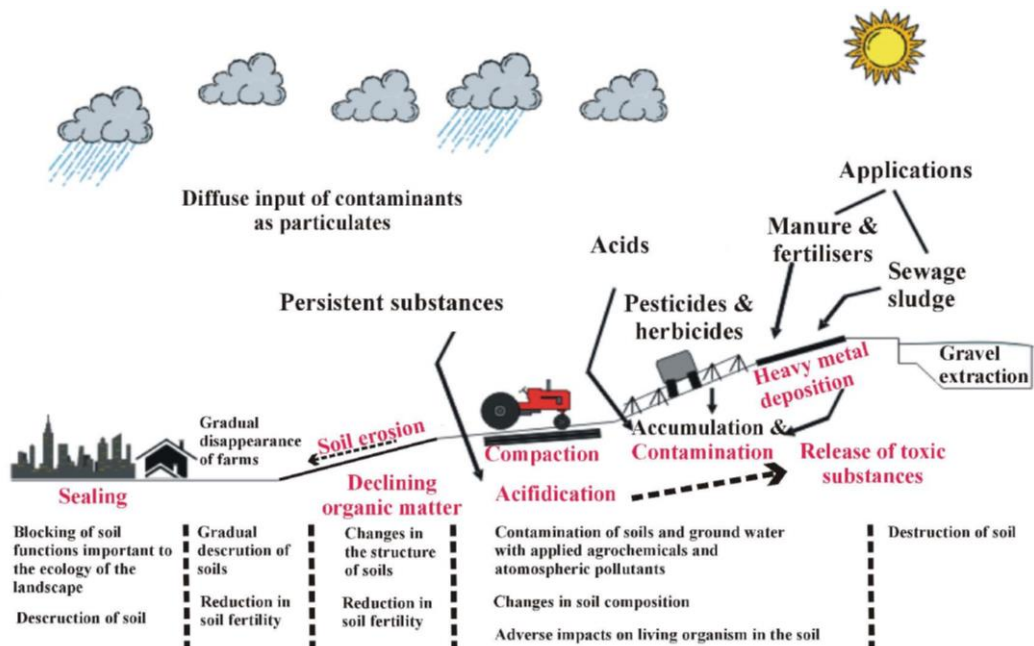 Diffuse input of contaminants
as particulates
Applications
Manure &
fertilisers
Acids
Sewage
sludge
Persistent substances
Pesticides &
herbicides
Gravel
extraction
Heavy metal
deposition
Gradual
disappearance
of farms
Soil erosion
Compaction
Accumulation &
Contamination
Release of toxic
substances
Sealing
Declining
organic matter
Acifidication
Blocking of soil
functions important to
the ecology of the
landscape
Descruction of soil
Gradual
descrution of
soils
Reduction in
soil fertility
Changes in
the structure
of soils
Reduction in
soil fertility
Contamination of soils and ground water
with applied agrochemicals and
atomospheric pollutants
Changes in soil composition
Adverse impacts on living organism in the soil
Destruction of soil